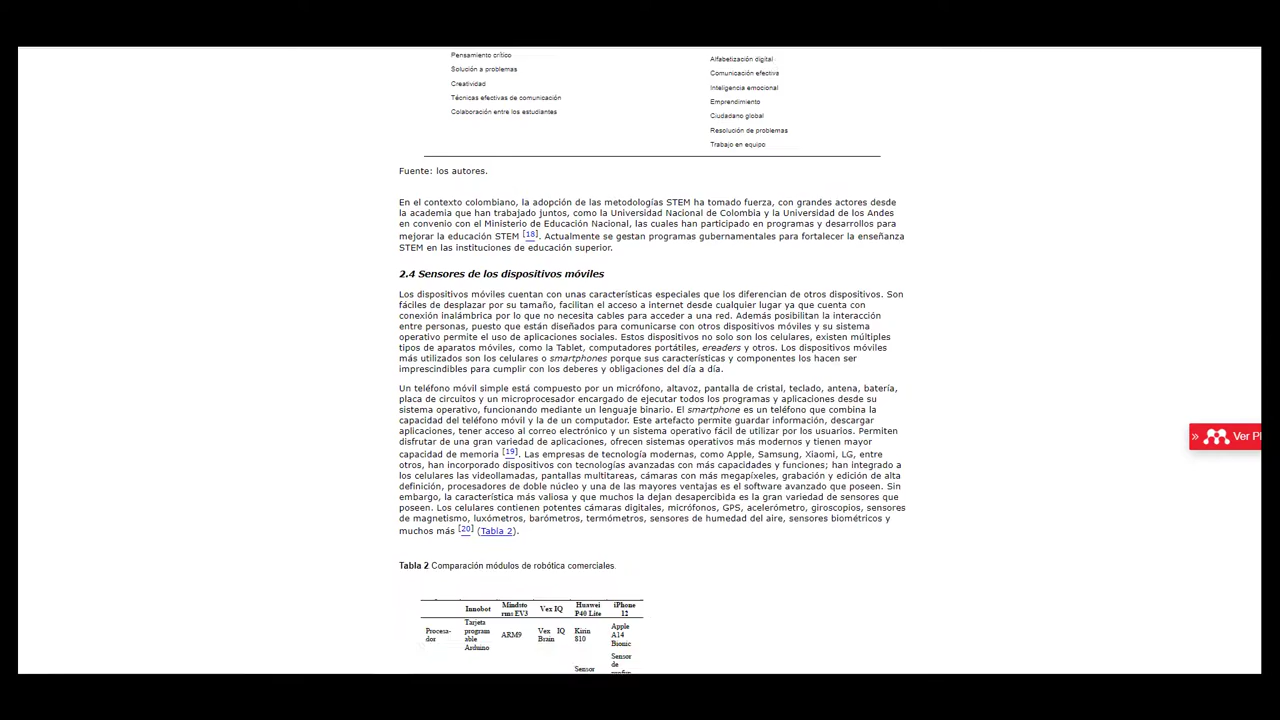 Pensamiento crítico
Solución a problemas
Creatividad
Técnicas efectivas de comunicación
Colaboración entre los estudiantes
Alfabetización digital
Comunicación efectiva
Inteligencia emocional
Emprendimiento
Ciudadano global
Resolución de problemas
Trabajo en equipo
Fuente: los autores.
En el contexto colombiano, la adopción de las metodologías STEM ha tomado fuerza, con grandes actores desde
la academia que han trabajado juntos, como la Universidad Nacional de Colombia y la Universidad de los Andes
en convenio con el Ministerio de Educación Nacional, las cuales han participado en programas y desarrollos para
mejorar la educación STEM [18]. Actualmente se gestan programas gubernamentales para fortalecer la enseñanza
STEM en las instituciones de educación superior.
2.4 Sensores de los dispositivos móviles
Los dispositivos móviles cuentan con unas características especiales que los diferencian de otros dispositivos. Son
fáciles de desplazar por su tamaño, facilitan el acceso a internet desde cualquier lugar ya que cuenta con
conexión inalámbrica por lo que no necesita cables para acceder a una red. Además posibilitan la interacción
entre personas, puesto que están diseñados para comunicarse con otros dispositivos móviles y su sistema
operativo permite el uso de aplicaciones sociales. Estos dispositivos no solo son los celulares, existen múltiples
tipos de aparatos móviles, como la Tablet, computadores portátiles, ereaders y otros. Los dispositivos móviles
más utilizados son los celulares o smartphones porque sus características y componentes los hacen ser
imprescindibles para cumplir con los deberes y obligaciones del día a día.
Un teléfono móvil simple está compuesto por un micrófono, altavoz, pantalla de cristal, teclado, antena, batería,
placa de circuitos y un microprocesador encargado de ejecutar todos los programas y aplicaciones desde su
sistema operativo, funcionando mediante un lenguaje binario. El smartphone es un teléfono que combina la
capacidad del teléfono móvil y la de un computador. Este artefacto permite guardar información, descargar
aplicaciones, tener acceso al correo electrónico y un sistema operativo fácil de utilizar por los usuarios. Permiten
disfrutar de una gran variedad de aplicaciones, ofrecen sistemas operativos más modernos y tienen mayor
capacidad de memoria [19]. Las empresas de tecnología modernas, como Apple, Samsung, Xiaomi, LG, entre
otros, han incorporado dispositivos con tecnologías avanzadas con más capacidades y funciones; han integrado a
los celulares las videollamadas, pantallas multitareas, cámaras con más megapíxeles, grabación y edición de alta
definición, procesadores de doble núcleo y una de las mayores ventajas es el software avanzado que poseen. Sin
embargo, la característica más valiosa y que muchos la dejan desapercibida es la gran variedad de sensores que
poseen. Los celulares contienen potentes cámaras digitales, micrófonos, GPS, acelerómetro, giroscopios, sensores
de magnetismo, luxómetros, barómetros, termómetros, sensores de humedad del aire, sensores biométricos y
muchos más [20] (Tabla 2).
» Ver P
Tabla 2 Comparación módulos de robótica comerciales.
Innobot
Mindsto
rms EV3
Vex IQ
Huawei
P40 Lite
iPhone
12
Procesa-
dor
Tarjeta
program
able
Arduino
ARM9
Vex IQ
Brain
Kirin
810
Apple
A14
Bionic
Sensor
Sensor
de